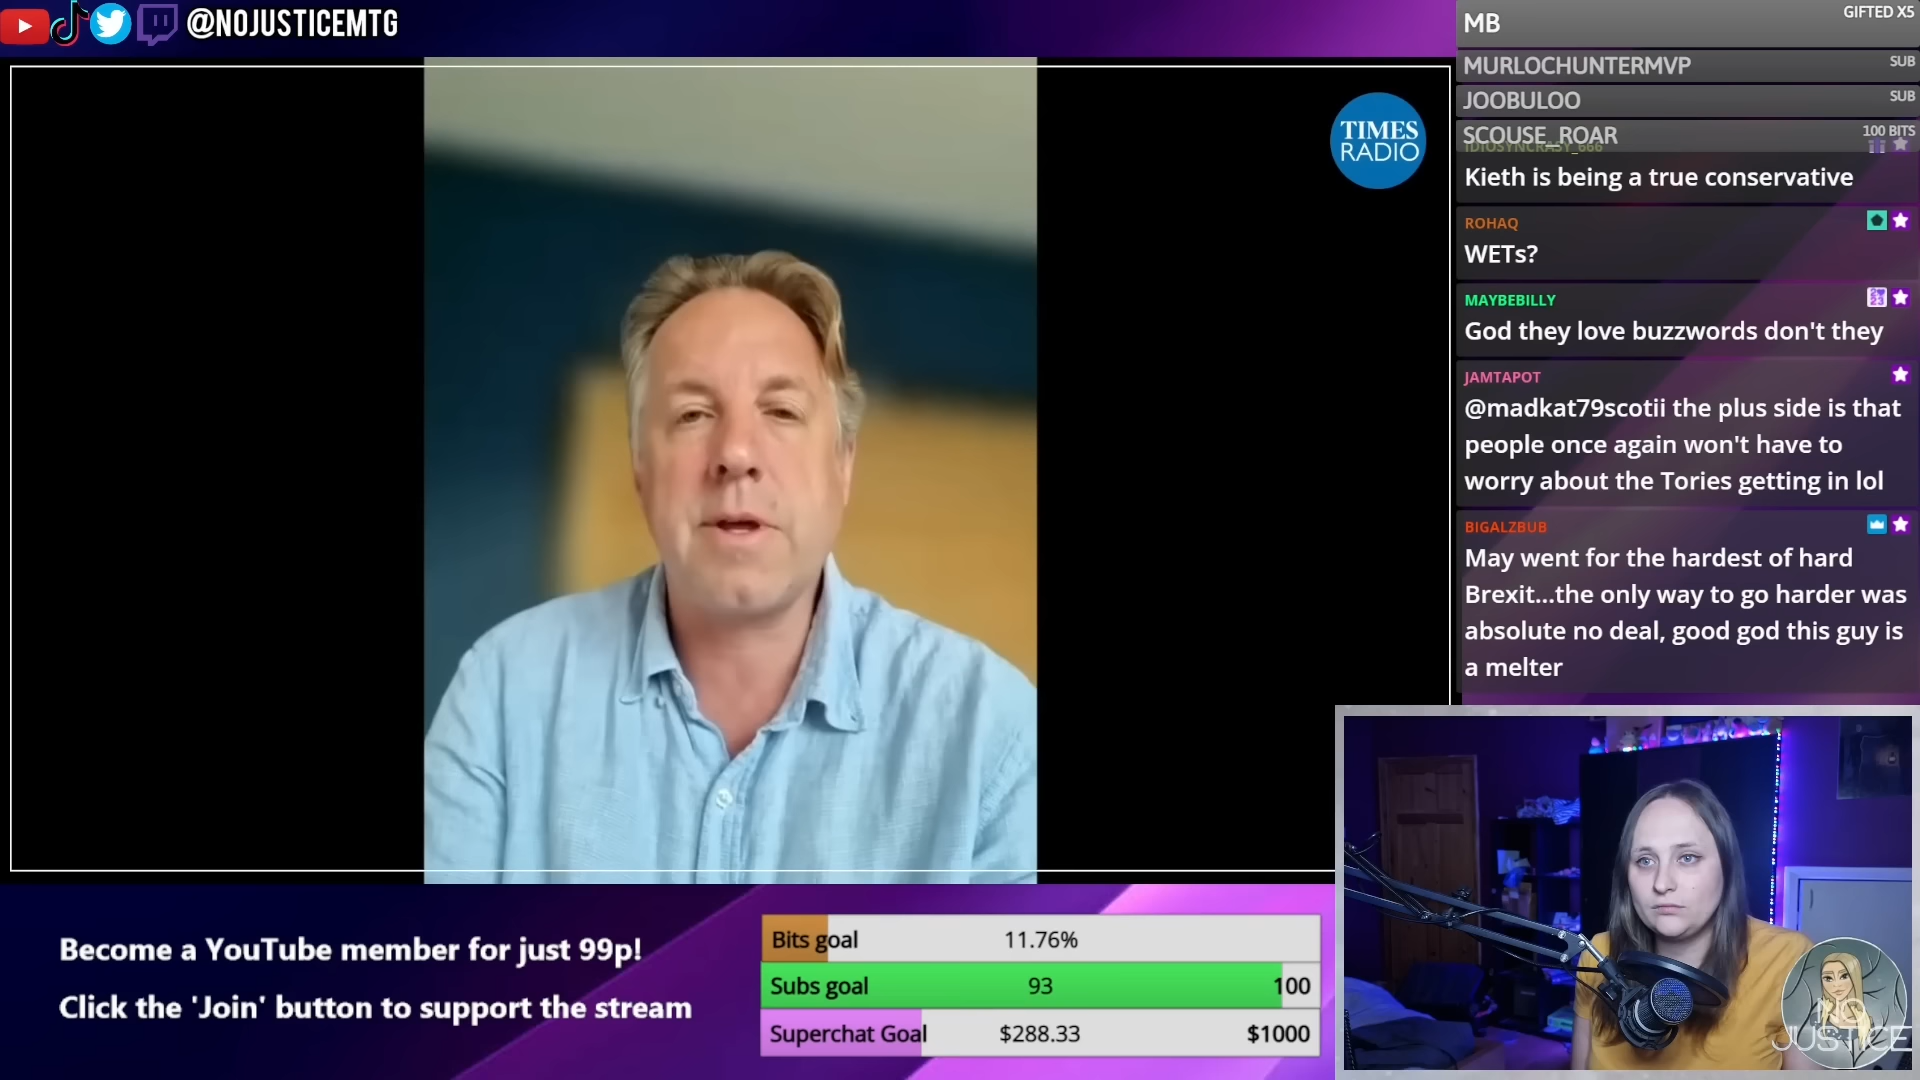 @NOJUSTICEMTG
TIMES
RADIO
MB
GIFTED X5
MURLOCHUNTERMVP
SUB
JOOBULOO
SUB
SCOUSE_ROAR
100 BITS
IDIOSYNCRASY_666
Kieth is being a true conservative
ROHAQ
WETs?
MAYBEBILLY
God they love buzzwords don't they
JAMTAPOT
@madkat79scotii the plus side is that
people once again won't have to
worry about the Tories getting in lol
BIGALZBUB
May went for the hardest of hard
Brexit...the only way to go harder was
absolute no deal, good god this guy is
a melter
Become a YouTube member for just 99p!
Click the 'Join' button to support the stream
Bits goal
11.76%
Subs goal
93
100
Superchat Goal
$288.33
$1000
NO
JUSTICE